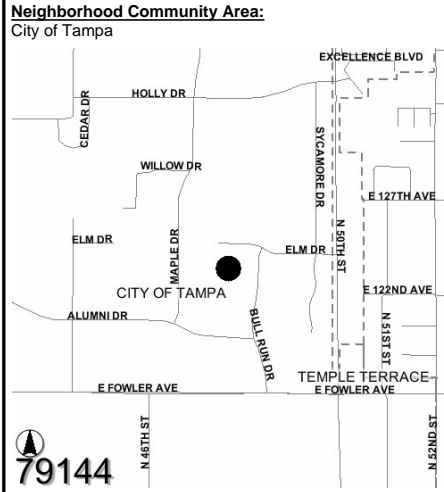 Neighborhood Community Area:
City of Tampa
EXCELLENCE BLVD
HOLLY DR
CEDAR DR
SYCAMORE DR
WILLOW DR
E 127TH AVE
N 50TH ST
MAPLE DR
ELM DR
ELM DR
CITY OF TAMPA
E 122ND AVE
ALUMNI DR
BULL RUN DR
N 51ST ST
TEMPLE TERRACE
E FOWLER AVE
E FOWLER AVE
N 46TH ST
N 52ND ST
79144